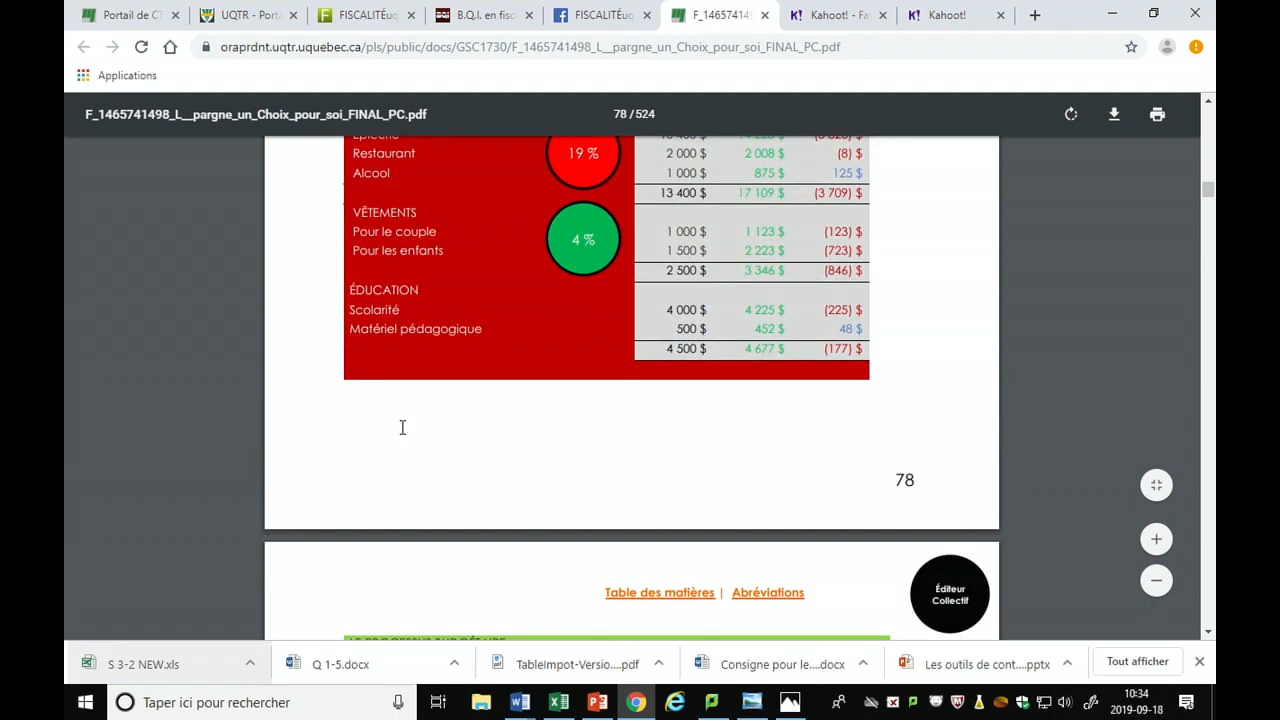 Portail de CT
UQTR - Porta
FISCALITÉuq
B.Q.I. en fisc
FISCALITÉuq
F_14657414
Kahoot! - Fa
Kahoot!
oraprdnt.uqtr.uquebec.ca/pls/public/docs/GSC1730/F_1465741498_L__pargne_un_Choix_pour_soi_FINAL_PC.pdf
Applications
F_1465741498_L__pargne_un_Choix_pour_soi_FINAL_PC.pdf
78 / 524
Restaurant 19 % 2 000 $ 2 008 $ (8) $
Alcool 1 000 $ 875 $ 125 $
13 400 $ 17 109 $ (3 709) $
VÊTEMENTS
Pour le couple 4 % 1 000 $ 1 123 $ (123) $
Pour les enfants 1 500 $ 2 223 $ (723) $
2 500 $ 3 346 $ (846) $
ÉDUCATION
Scolarité 4 000 $ 4 225 $ (225) $
Matériel pédagogique 500 $ 452 $ 48 $
4 500 $ 4 677 $ (177) $
78
Table des matières | Abréviations
Éditeur
Collectif
S 3-2 NEW.xls
Q 1-5.docx
TableImpot-Versio....pdf
Consigne pour le....docx
Les outils de cont....pptx
Tout afficher
Taper ici pour rechercher
10:34
2019-09-18